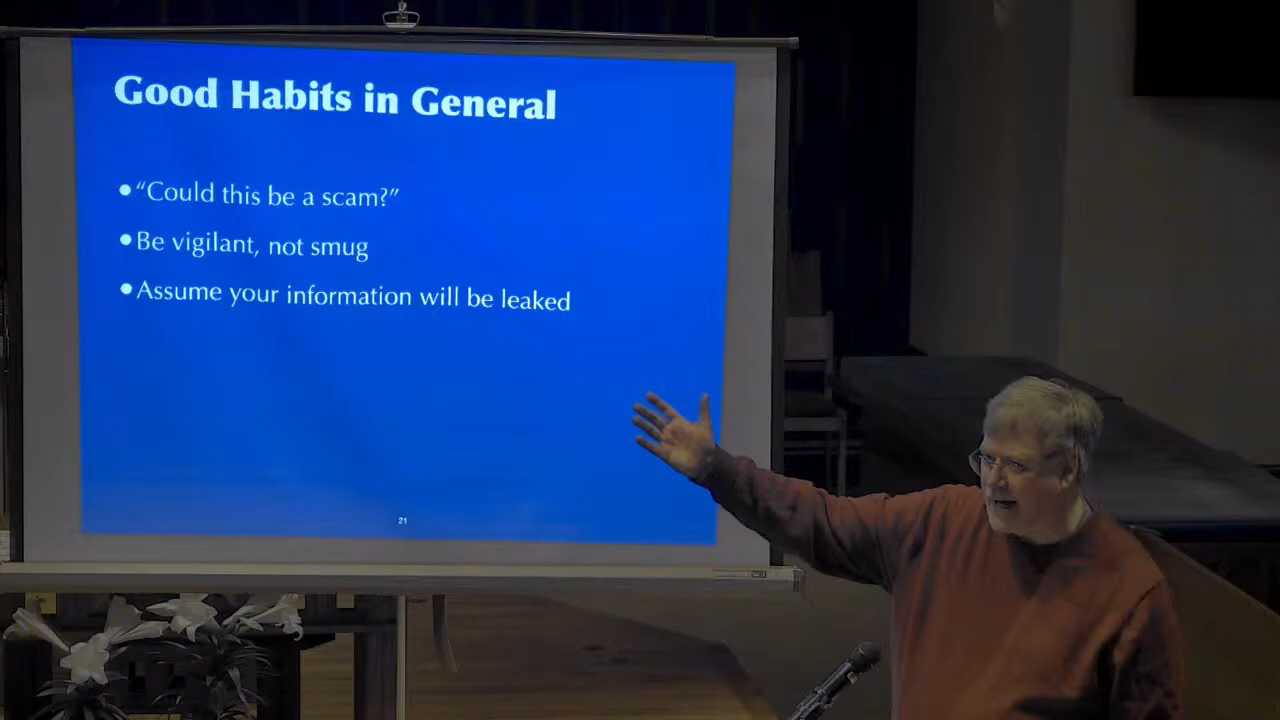 Good Habits in General
•“Could this be a scam?”
•Be vigilant, not smug
•Assume your information will be leaked
21